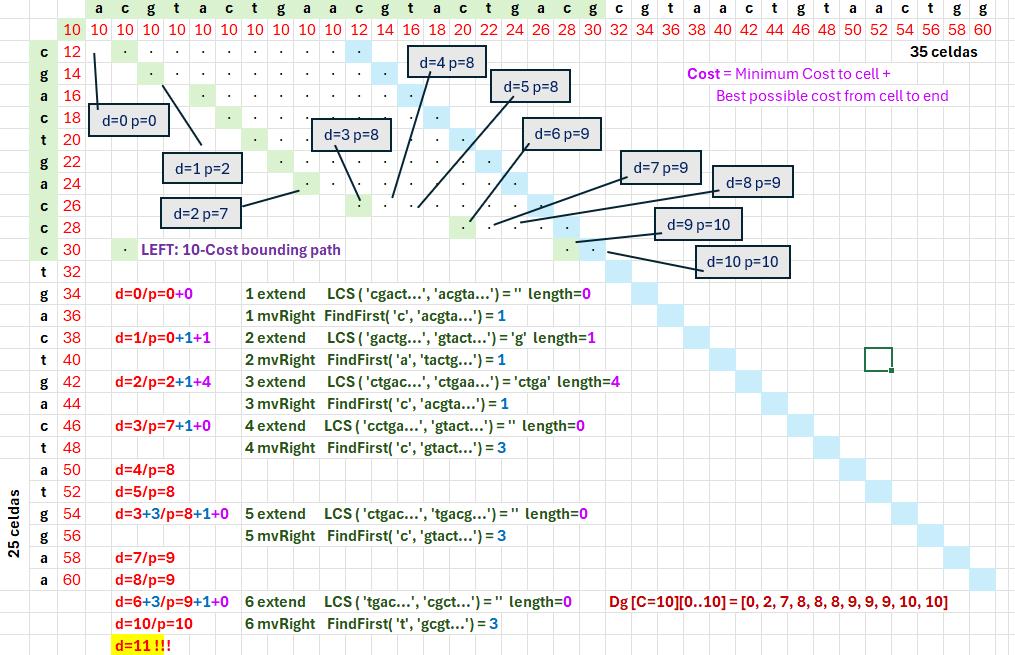 a c g t a c t g a a c g t a c t g a c g c g t a c t g t a a a c t g g
10 10 10 10 10 10 10 10 10 10 10 12 14 16 18 20 22 24 26 28 30 32 34 36 38 40 42 44 46 48 50 52 54 56 58 60
c 12 35 celdas
g 14 Cost = Minimum Cost to cell +
a 16 Best possible cost from cell to end
c 18
t 20
g 22
a 24
c 26
c 28
d=0 p=0
d=1 p=2
d=2 p=7
d=3 p=8
d=4 p=8
d=5 p=8
d=6 p=9
d=7 p=9
d=8 p=9
d=9 p=10
d=10 p=10
c 30 LEFT: 10-Cost bounding path
t 32
g 34 d=0/p=0+0 1 extend LCS ( 'cgact...', 'acgta...') = '' length=0
a 36 1 mvRight FindFirst( 'c', 'acgta...') = 1
c 38 d=1/p=0+1+1 2 extend LCS ( 'gactg...', 'gtact...') = 'g' length=1
t 40 2 mvRight FindFirst( 'a', 'tactg...') = 1
g 42 d=2/p=2+1+4 3 extend LCS ( 'ctgac...', 'ctgaa...') = 'ctga' length=4
a 44 3 mvRight FindFirst( 'c', 'acgta...') = 1
c 46 d=3/p=7+1+0 4 extend LCS ( 'cctga...', 'gtact...') = '' length=0
t 48 4 mvRight FindFirst( 'c', 'gtact...') = 3
a 50 d=4/p=8
t 52 d=5/p=8
g 54 d=3+3/p=8+1+0 5 extend LCS ( 'ctgac...', 'tgacg...') = '' length=0
g 56 5 mvRight FindFirst( 'c', 'gtact...') = 3
a 58 d=7/p=9
a 60 d=8/p=9
25 celdas
d=6+3/p=9+1+0 6 extend LCS ( 'tgac...', 'cgct...') = '' length=0 Dg [C=10][0..10] = [0, 2, 7, 8, 8, 8, 9, 9, 9, 10, 10]
d=10/p=10 6 mvRight FindFirst( 't', 'gcgt...') = 3
d=11 !!!